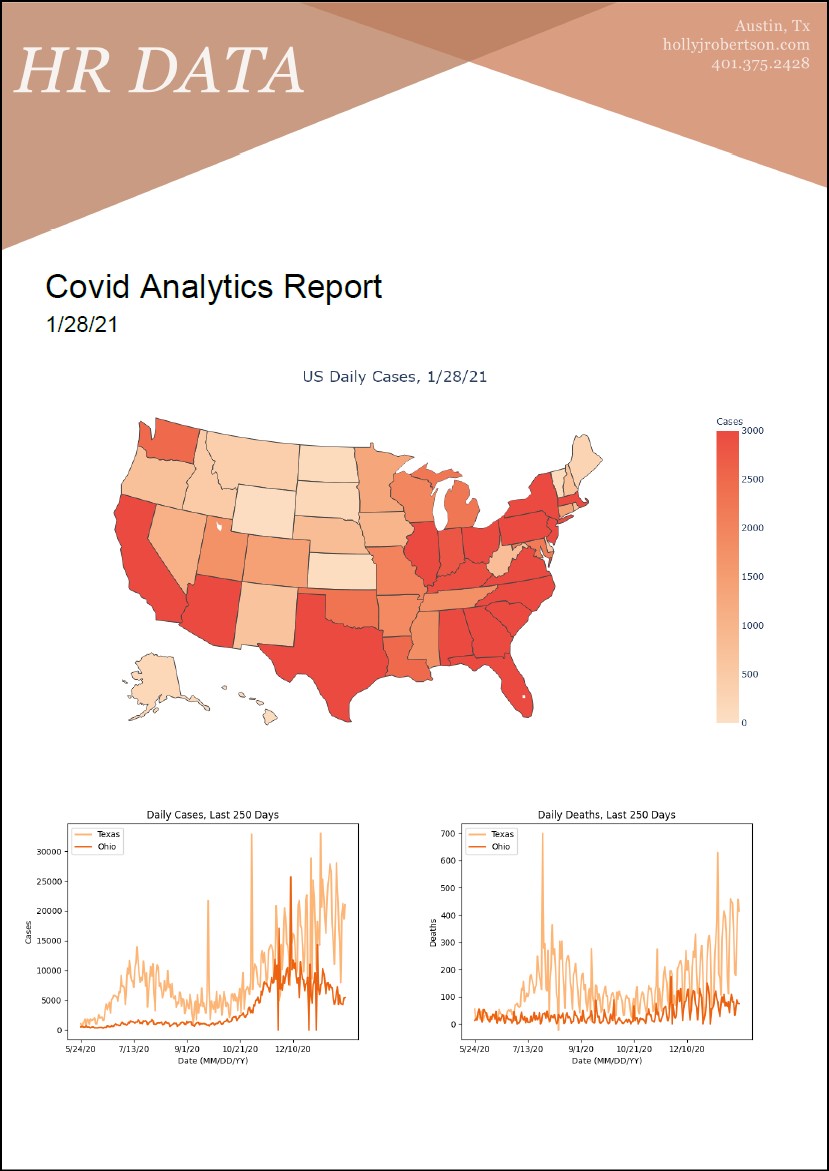 HR DATA
Austin, Tx
hollyjrobertson.com
401.375.2428
Covid Analytics Report
1/28/21
US Daily Cases, 1/28/21
Cases
3000
2500
2000
1500
1000
500
0
Daily Cases, Last 250 Days
Texas
Ohio
30000
25000
20000
15000
10000
5000
0
Cases
5/24/20 7/13/20 9/1/20 10/21/20 12/10/20
Date (MM/DD/YY)
Daily Deaths, Last 250 Days
Texas
Ohio
700
600
500
400
300
200
100
0
Deaths
5/24/20 7/13/20 9/1/20 10/21/20 12/10/20
Date (MM/DD/YY)